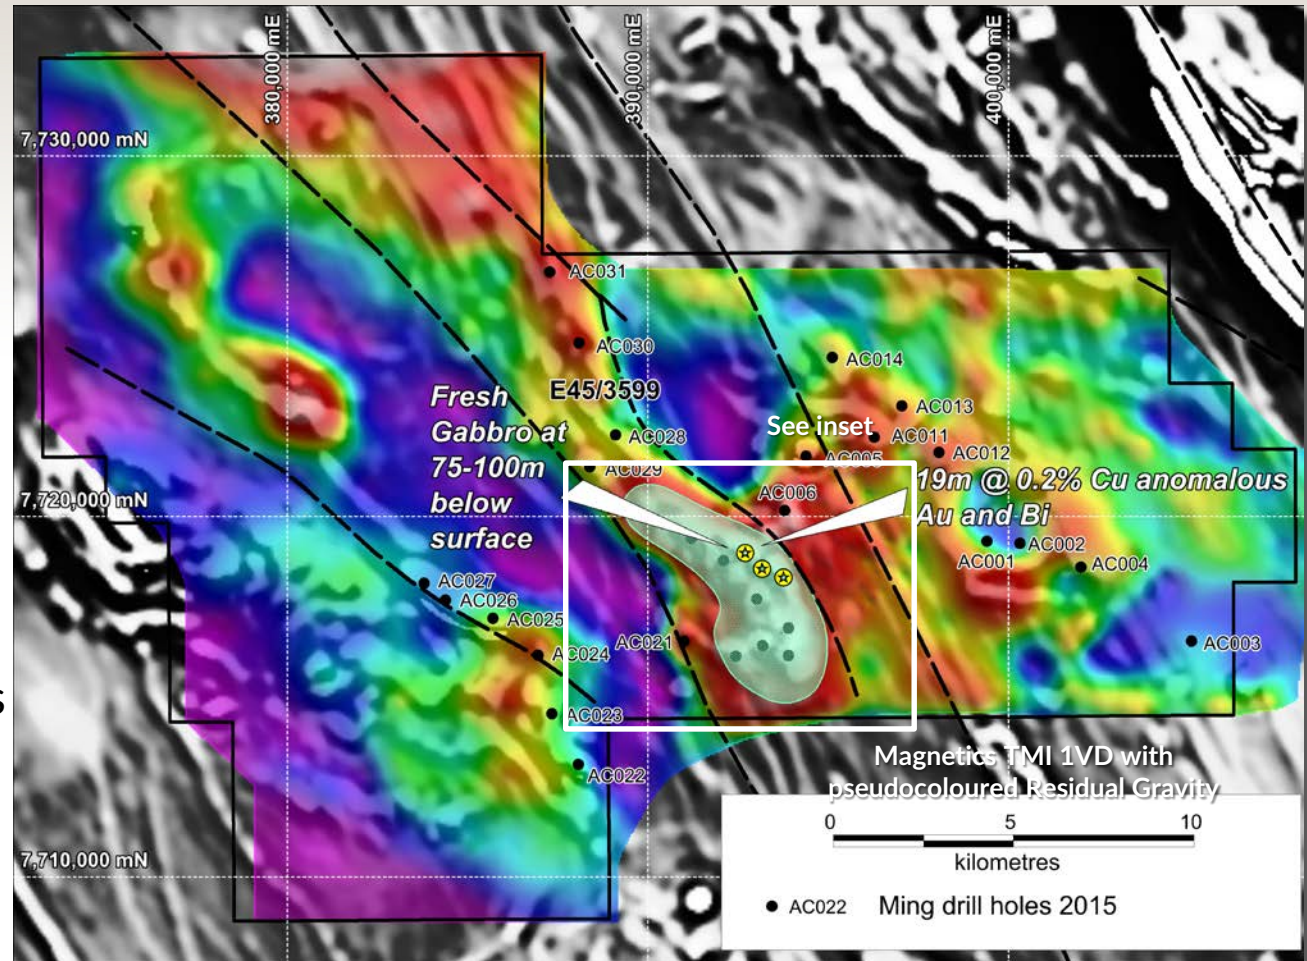 380,000 mE
390,000 mE
400,000 mE
7,730,000 mN
AC031
AC030
AC014
E45/3599
Fresh
Gabbro at
75-100m
below
surface
AC013
AC028
See inset
AC011
AC005
AC012
AC029
19m @ 0.2% Cu anomalous
Au and Bi
AC006
7,720,000 mN
AC001
AC002
AC004
AC027
AC026
AC025
AC021
AC003
AC024
s
AC023
AC022
Magnetics TMI 1VD with
pseudocoloured Residual Gravity
0 5 10
kilometres
7,710,000 mN
AC022 Ming drill holes 2015